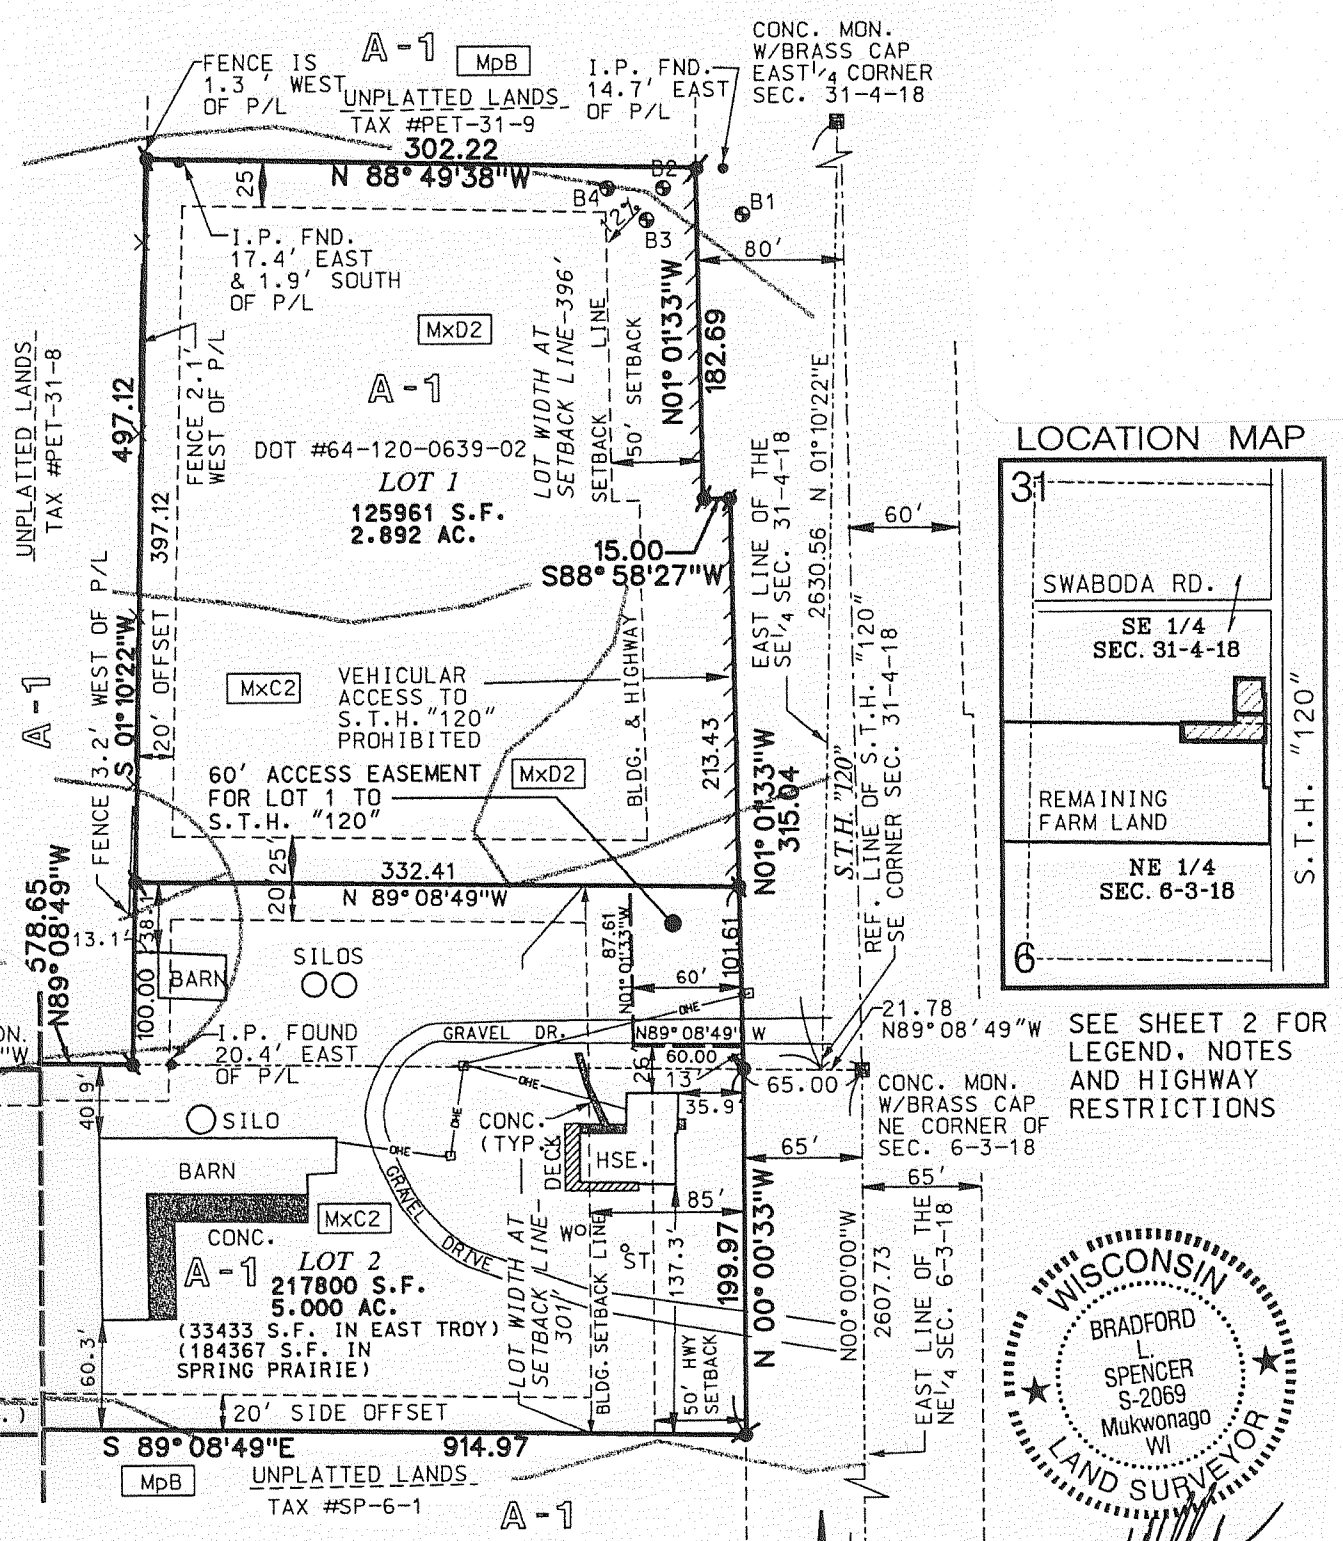 A-1
MpB
FENCE IS
1.3' WEST
OF P/L
UNPLATTED LANDS
TAX #PET-31-9
302.22
N 88°49'38"W
I.P. FND.
14.7' EAST
OF P/L
CONC. MON.
W/BRASS CAP
EAST 1/4 CORNER
SEC. 31-4-18
25'
B2
B4
B1
B3
12%
80'
I.P. FND.
17.4' EAST
& 1.9' SOUTH
OF P/L
MxD2
A-1
DOT #64-120-0639-02
LOT 1
125961 S.F.
2.892 AC.
LOT WIDTH AT
SETBACK LINE-396'
SETBACK LINE
50' SETBACK
N01°01'33"W
182.69
UNPLATTED LANDS
TAX #PET-31-8
497.12
397.12
FENCE 2.1'
WEST OF P/L
15.00
S88°58'27"W
EAST LINE OF THE
SE 1/4 SEC. 31-4-18
2630.56 N 01°10'22"E
60'
A-1
FENCE 3.2' WEST OF P/L
S 01°10'22"W
20' OFFSET
MxC2
VEHICULAR
ACCESS TO
S.T.H. "120"
PROHIBITED
BLDG. & HIGHWAY
213.43
N01°01'33"W
315.04
60' ACCESS EASEMENT
FOR LOT 1 TO
S.T.H. "120"
MxD2
S.T.H. "120"
REF. LINE OF S.T.H. "120"
SE CORNER SEC. 31-4-18
25'
332.41
N 89°08'49"W
20'
578.65
N89°08'49"W
13.1'
38.1'
BARN
100.00
SILOS
87.61
N01°01'33"W
60'
101.61
OHE
GRAVEL DR.
N89°08'49"W
60.00
I.P. FOUND
20.4' EAST
OF P/L
26'
13'
35.9'
65.00
21.78
N89°08'49"W
CONC. MON.
W/BRASS CAP
NE CORNER OF
SEC. 6-3-18
ON.
"W
40.9'
SILO
OHE
OHE
OHE
CONC.
(TYP.)
DECK
HSE.
BARN
CONC.
MxC2
GRAVEL DRIVE
65'
65'
85'
W
ST
137.3'
199.97
N 00°00'33"W
N00°00'00"W
2607.73
EAST LINE OF THE
NE 1/4 SEC. 6-3-18
A-1
LOT 2
217800 S.F.
5.000 AC.
(33433 S.F. IN EAST TROY)
(184367 S.F. IN
SPRING PRAIRIE)
LOT WIDTH AT
SETBACK LINE-
301'
BLDG. SETBACK LINE
50' HWY
SETBACK
60.3'
.)
20' SIDE OFFSET
S 89°08'49"E
914.97
MpB
UNPLATTED LANDS
TAX #SP-6-1
A-1
LOCATION MAP
31
SWABODA RD.
SE 1/4
SEC. 31-4-18
REMAINING
FARM LAND
NE 1/4
SEC. 6-3-18
6
S.T.H. "120"
SEE SHEET 2 FOR
LEGEND, NOTES
AND HIGHWAY
RESTRICTIONS
WISCONSIN
BRADFORD
L.
SPENCER
S-2069
Mukwonago
WI
LAND SURVEYOR